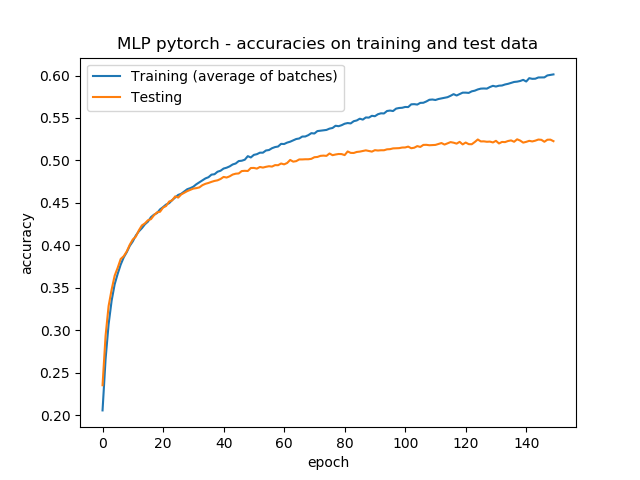 MLP pytorch - accuracies on training and test data
Training (average of batches)
Testing
accuracy
0.60
0.55
0.50
0.45
0.40
0.35
0.30
0.25
0.20
0 20 40 60 80 100 120 140
epoch